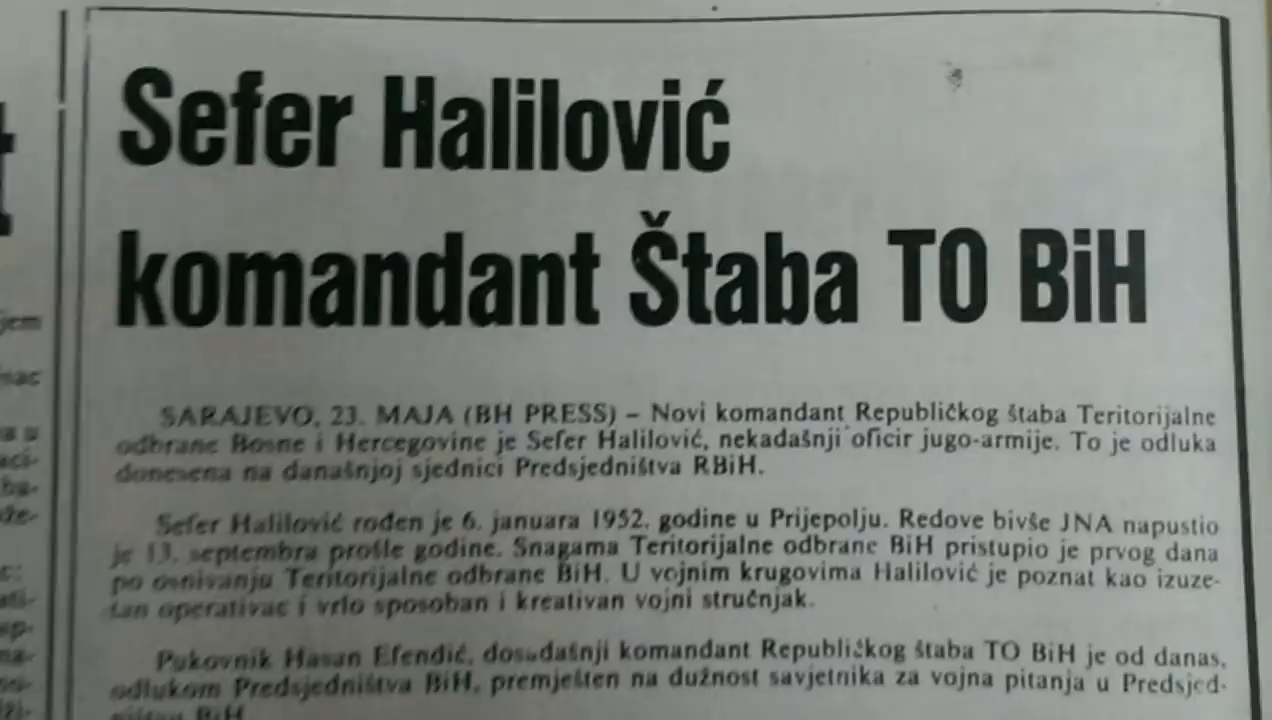 Sefer Halilović
komandant Štaba TO BiH
SARAJEVO, 23. MAJA (BH PRESS) – Novi komandant Republičkog štaba Teritorijalne
odbrane Bosne i Hercegovine je Sefer Halilović, nekadašnji oficir jugo-armije. To je odluka
donesena na današnjoj sjednici Predsjedništva RBiH.
Sefer Halilović rođen je 6. januara 1952. godine u Prijepolju. Redove bivše JNA napustio
je 13. septembra prošle godine. Snagama Teritorijalne odbrane BiH pristupio je prvog dana
po osnivanju Teritorijalne odbrane BiH. U vojnim krugovima Halilović je poznat kao izuze-
tan operativac i vrlo sposoban i kreativan vojni stručnjak.
Pukovnik Hasan Efendić, dosadašnji komandant Republičkog štaba TO BiH je od danas,
odlukom Predsjedništva BiH, premješten na dužnost savjetnika za vojna pitanja u Predsjed-
ništvu BiH.